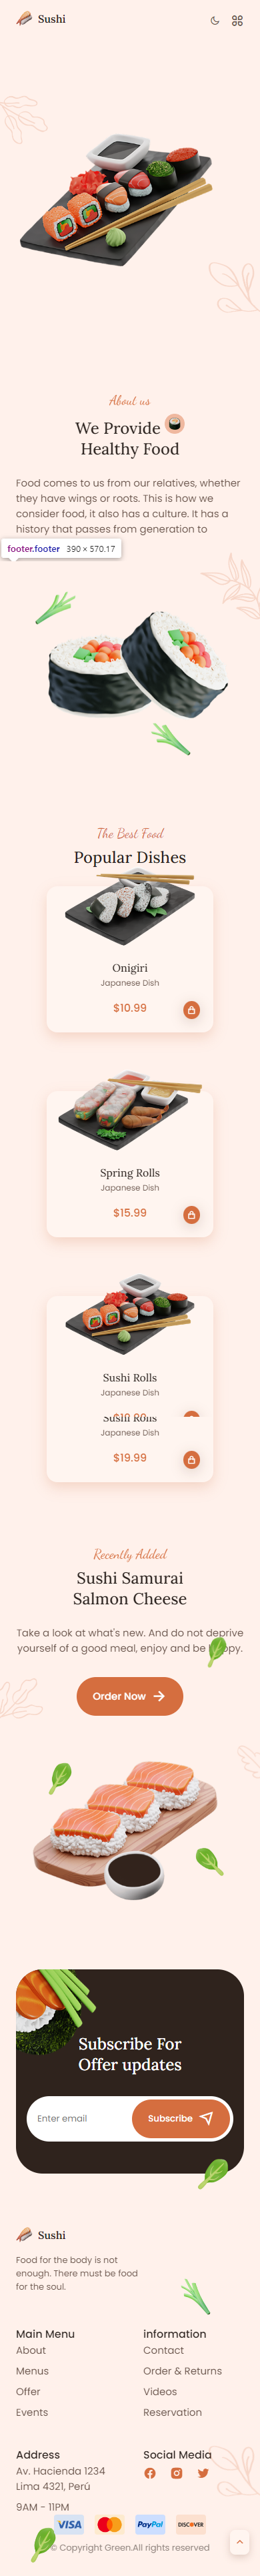 Sushi
About us
We Provide
Healthy Food
Food comes to us from our relatives, whether
they have wings or roots. This is how we
consider food, it also has a culture. It has a
history that passes from generation to
footer.footer 390 × 570.17
The Best Food
Popular Dishes
Onigiri
Japanese Dish
$10.99
Spring Rolls
Japanese Dish
$15.99
Sushi Rolls
Japanese Dish
$19.99
Sushi Rolls
Japanese Dish
$19.99
Recently Added
Sushi Samurai
Salmon Cheese
Take a look at what's new. And do not deprive
yourself of a good meal, enjoy and be happy.
Order Now
Subscribe For
Offer updates
Enter email
Subscribe
Sushi
Food for the body is not
enough. There must be food
for the soul.
Main Menu
About
Menus
Offer
Events
information
Contact
Order & Returns
Videos
Reservation
Address
Av. Hacienda 1234
Lima 4321, Perú
9AM - 11PM
Social Media
VISA
PayPal
DISCOVER
© Copyright Green.All rights reserved